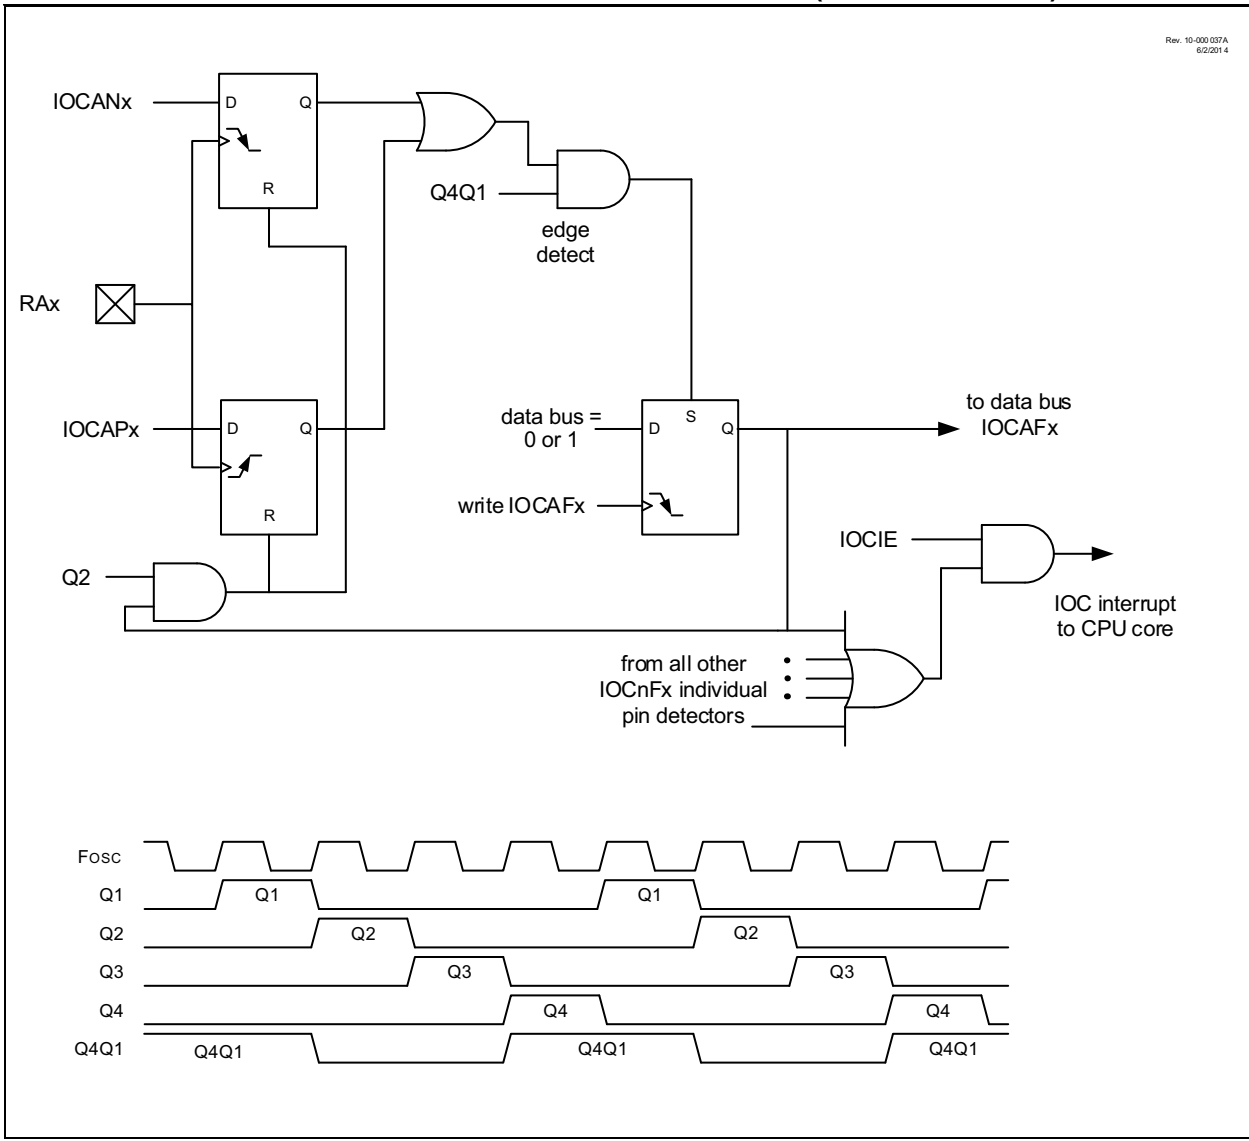 Rev. 10-000 037A
6/2/201 4
IOCANx
D
Q
R
Q4Q1
edge
detect
RAx
IOCAPx
D
Q
R
data bus =
0 or 1
S
D
Q
to data bus
IOCAFx
write IOCAFx
IOCIE
Q2
IOC interrupt
to CPU core
from all other
IOCnFx individual
pin detectors
FOSC
Q1
Q1
Q1
Q2
Q2
Q2
Q3
Q3
Q3
Q4
Q4
Q4
Q4Q1
Q4Q1
Q4Q1
Q4Q1